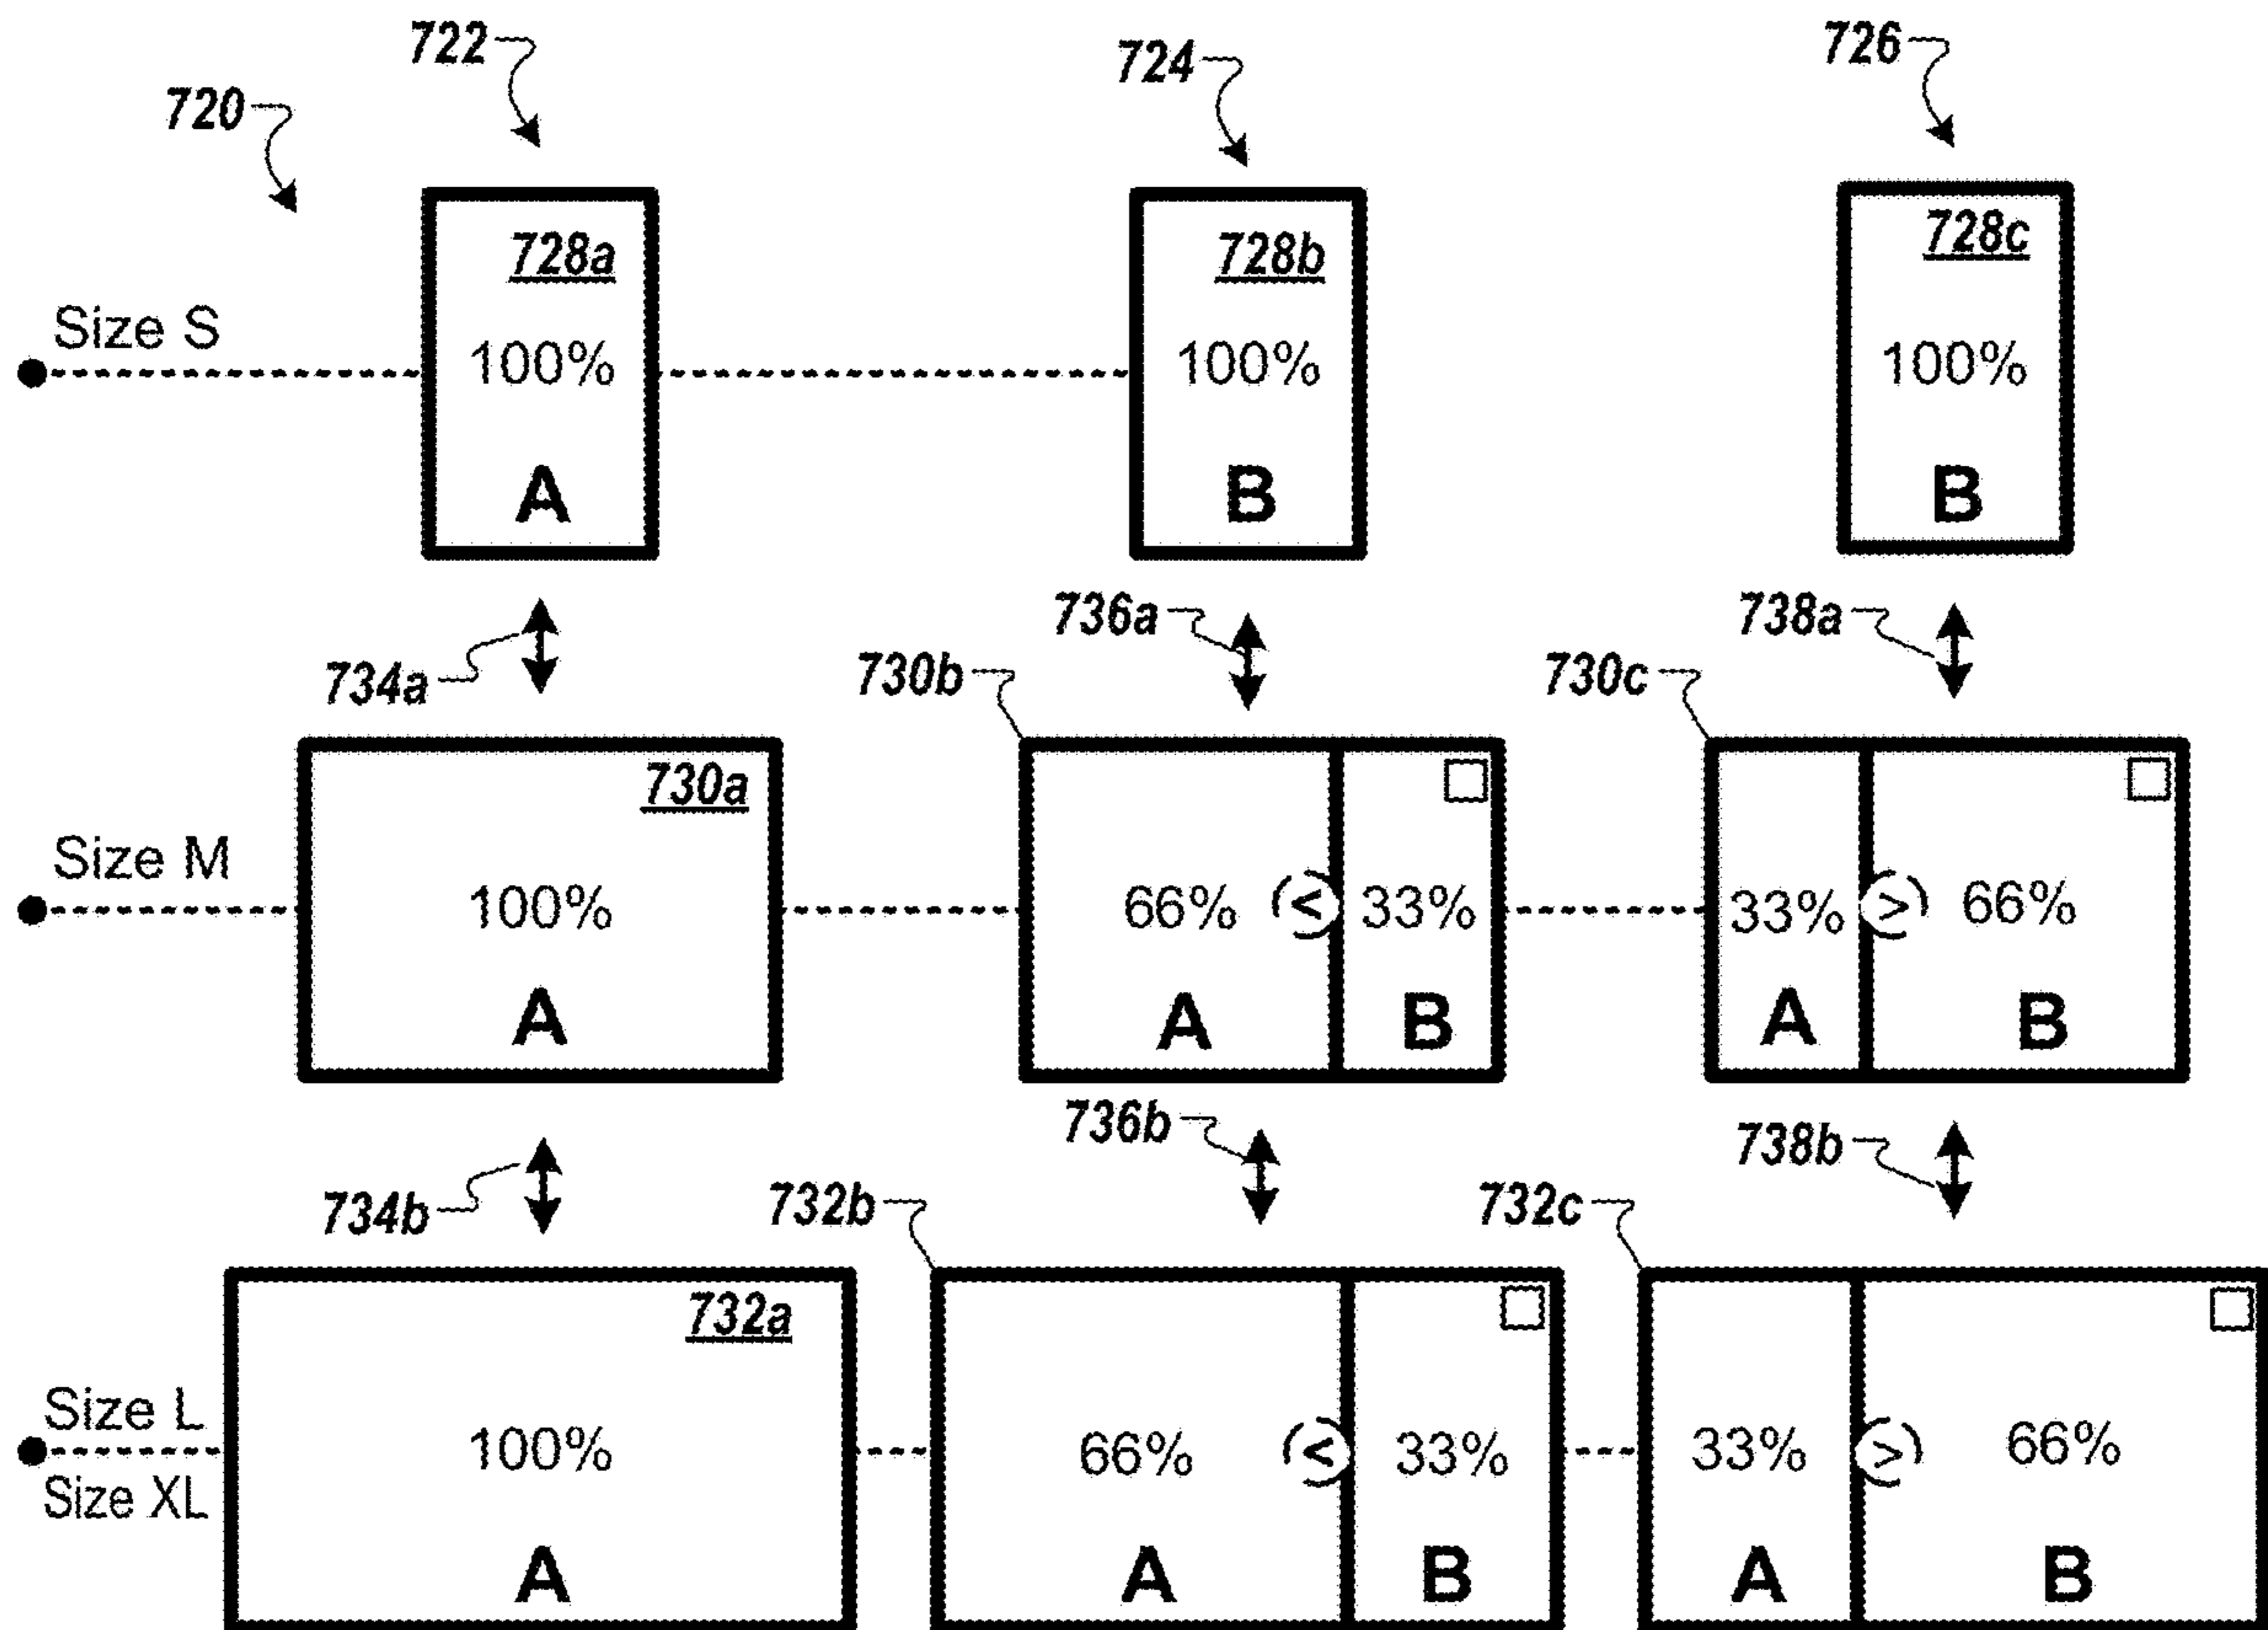 722
724
726
720
728a
728b
728c
Size S
100%
100%
100%
A
B
B
736a
738a
734a
730b
730c
730a
Size M
100%
66%
<
33%
33%
>
66%
A
A
B
A
B
736b
738b
734b
732b
732c
732a
Size L
100%
66%
<
33%
33%
>
66%
Size XL
A
A
B
A
B